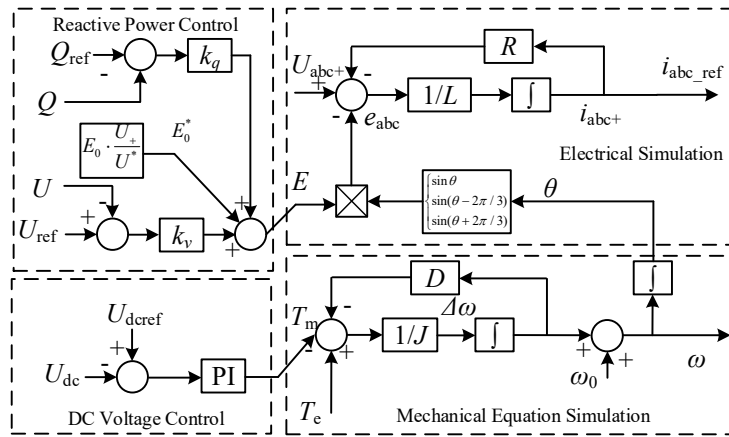 Reactive Power Control
Q_ref
-
Q
k_q
E_0 · U_+ / U^*
E_0^*
U
-
+
U_ref
k_v
+
+
+
E
U_abc+
+
-
-
e_abc
R
1/L
∫
i_abc+
i_abc_ref
Electrical Simulation
sin θ
sin(θ − 2π / 3)
sin(θ + 2π / 3)
θ
∫
U_dcref
+
-
U_dc
PI
DC Voltage Control
T_m
-
-
+
T_e
D
Δω
1/J
∫
+
+
ω_0
ω
Mechanical Equation Simulation